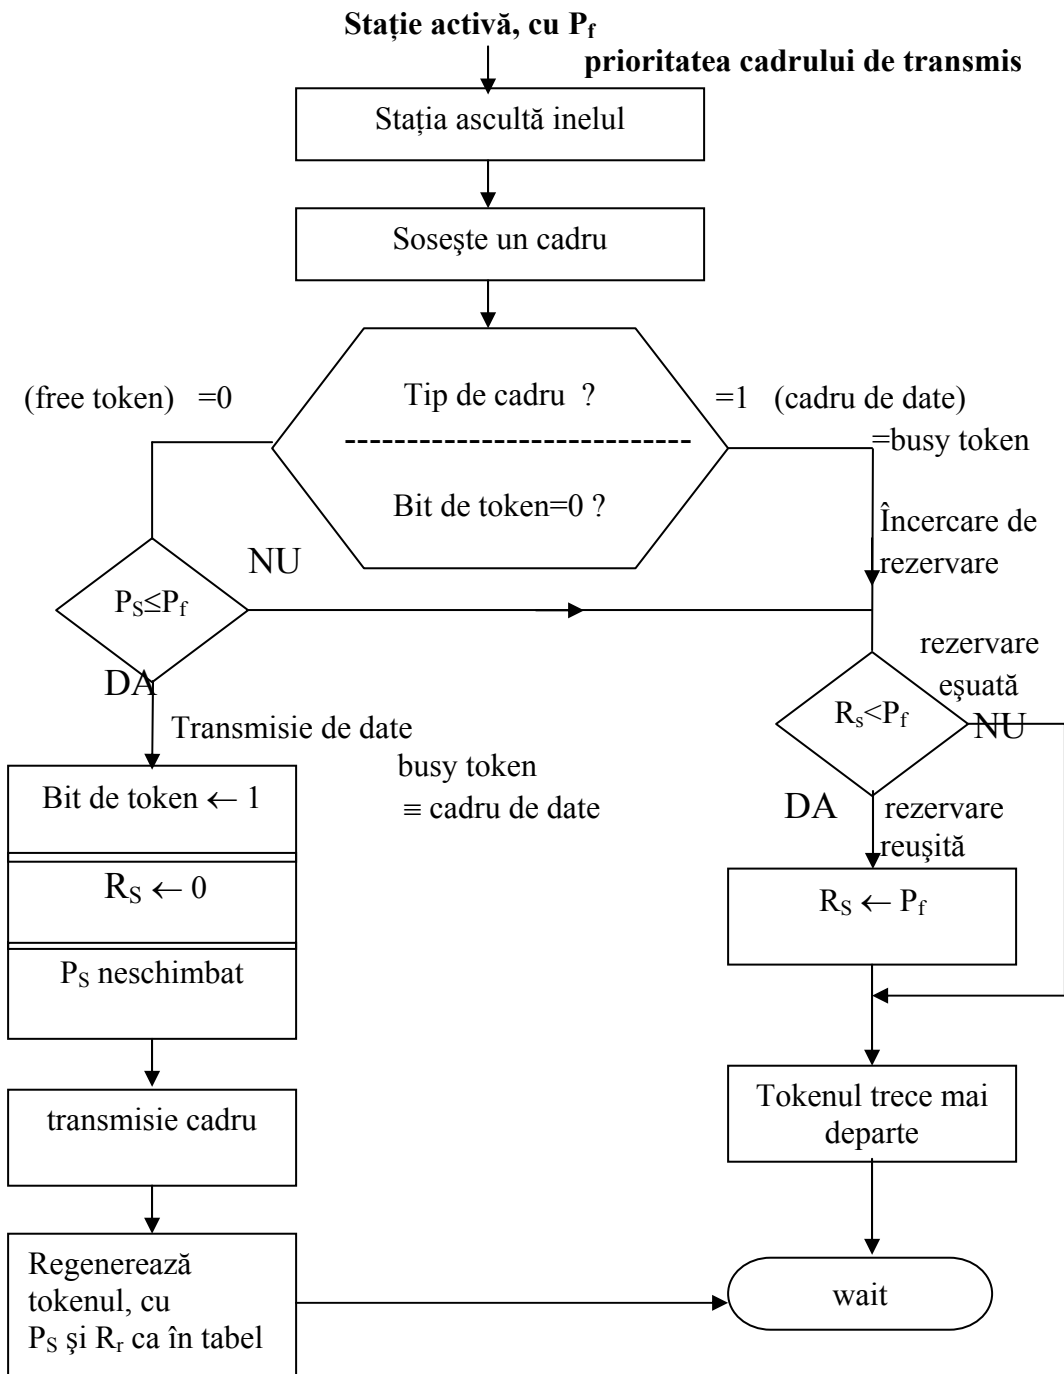 Stație activă, cu Pf
prioritatea cadrului de transmis
Stația ascultă inelul
Soseşte un cadru
Tip de cadru ?
(free token) =0
=1 (cadru de date)
=busy token
--------------------------------
Bit de token=0 ?
Încercare de
rezervare
NU
PS≤Pf
DA
rezervare
eşuată
Rs<Pf
NU
Transmisie de date
busy token
≡ cadru de date
DA
rezervare
reuşită
Bit de token ← 1
RS ← 0
PS neschimbat
RS ← Pf
transmisie cadru
Tokenul trece mai
departe
Regenerează
tokenul, cu
PS şi Rr ca în tabel
wait